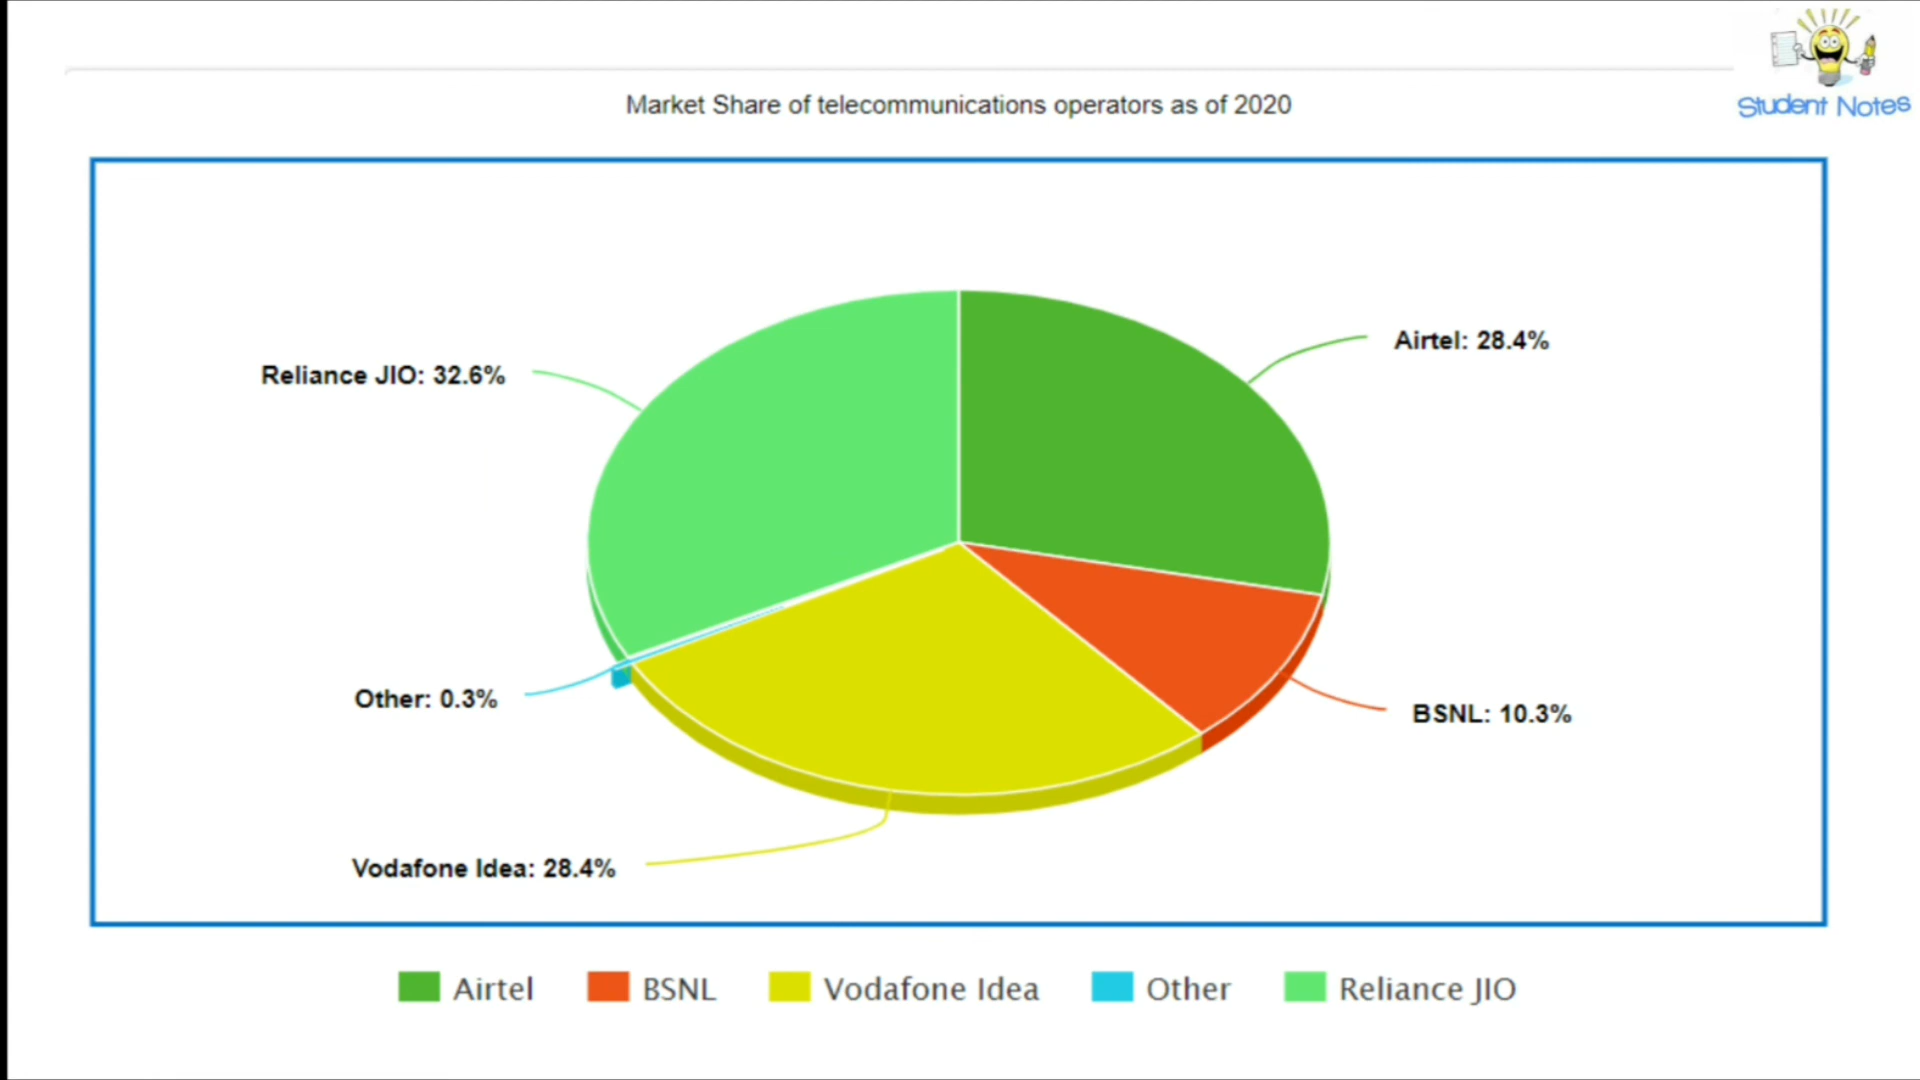 Student Notes
Market Share of telecommunications operators as of 2020
Airtel: 28.4%
Reliance JIO: 32.6%
Other: 0.3%
BSNL: 10.3%
Vodafone Idea: 28.4%
Airtel BSNL Vodafone Idea Other Reliance JIO